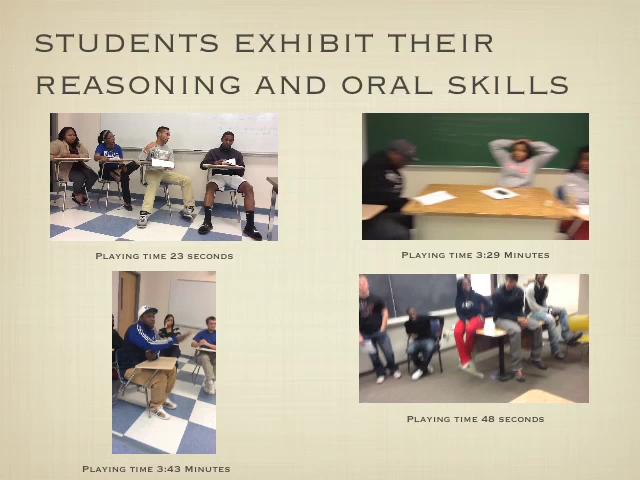 STUDENTS EXHIBIT THEIR
REASONING AND ORAL SKILLS
PLAYING TIME 23 SECONDS
PLAYING TIME 3:29 MINUTES
PLAYING TIME 3:43 MINUTES
PLAYING TIME 48 SECONDS